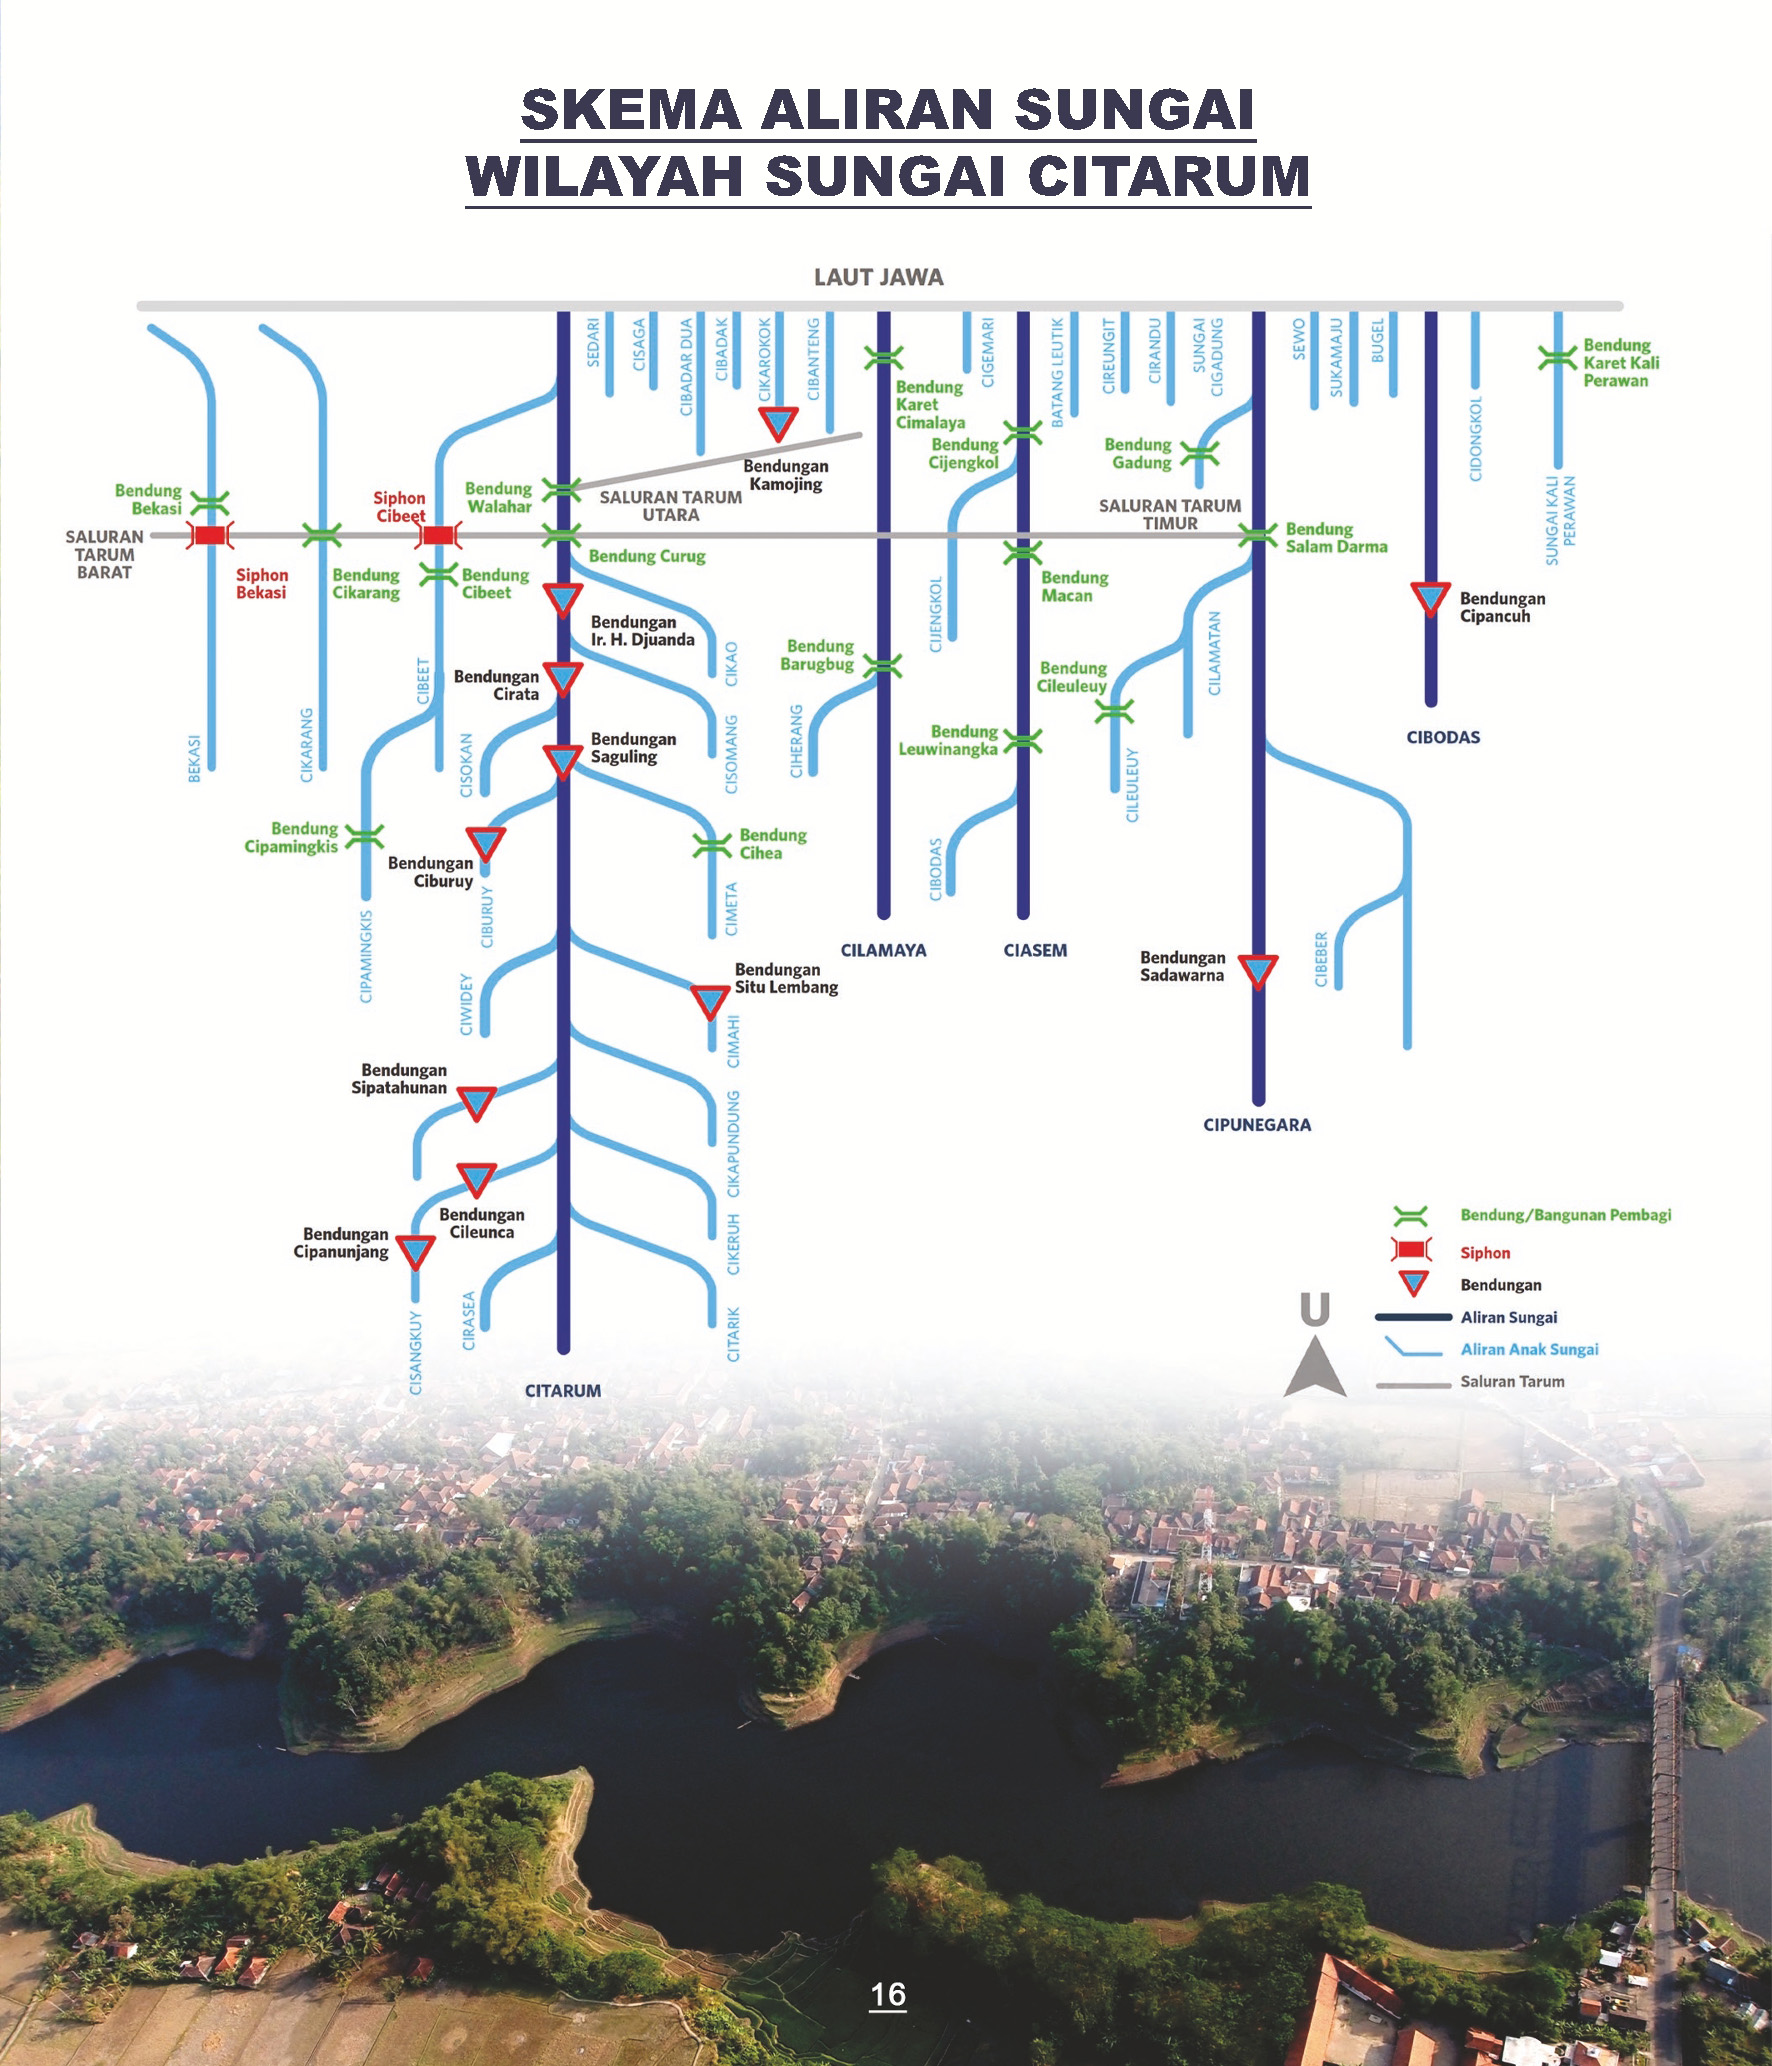 SKEMA ALIRAN SUNGAI
WILAYAH SUNGAI CITARUM
LAUT JAWA
SEDARI
CISAGA
CIBADAR DUA
CIBADAK
CIKAROKOK
CIBANTENG
CIGEMARI
BATANG LEUTIK
CIREUNGIT
CIRANDU
SUNGAI
CIGADUNG
SEWO
SUKAMAJU
BUGEL
CIDONGKOL
Bendung
Karet Kali
Perawan
SUNGAI KALI
PERAWAN
Bendung
Karet
Cimalaya
Bendung
Cijengkol
Bendung
Gadung
Bendungan
Kamojing
Bendung
Bekasi
Siphon
Cibeet
Bendung
Walahar
SALURAN TARUM
UTARA
SALURAN TARUM
TIMUR
Bendung
Salam Darma
SALURAN
TARUM
BARAT
Siphon
Bekasi
Bendung
Cikarang
Bendung
Cibeet
Bendung Curug
Bendung
Macan
Bendungan
Cipancuh
Bendungan
Ir. H. Djuanda
CIJENGKOL
CILAMATAN
CIBEET
Bendungan
Cirata
CIKAO
Bendung
Barugbug
Bendung
Cileuleuy
BEKASI
CIKARANG
CISOKAN
Bendungan
Saguling
CISOMANG
CIHERANG
Bendung
Leuwinangka
CILEULEUY
CIBODAS
Bendung
Cipamingkis
Bendungan
Ciburuy
Bendung
Cihea
CIBODAS
CIPAMINGKIS
CIBURUY
CIMETA
CILAMAYA
CIASEM
Bendungan
Sadawarna
CIBEBER
CIWIDEY
Bendungan
Situ Lembang
CIMAHI
Bendungan
Sipatahunan
CIKAPUNDUNG
CIPUNEGARA
Bendungan
Cipanunjang
Bendungan
Cileunca
CIKERUH
CISANGKUY
CIRASEA
CITARIK
CITARUM
Bendung/Bangunan Pembagi
Siphon
Bendungan
Aliran Sungai
Aliran Anak Sungai
Saluran Tarum
U
16